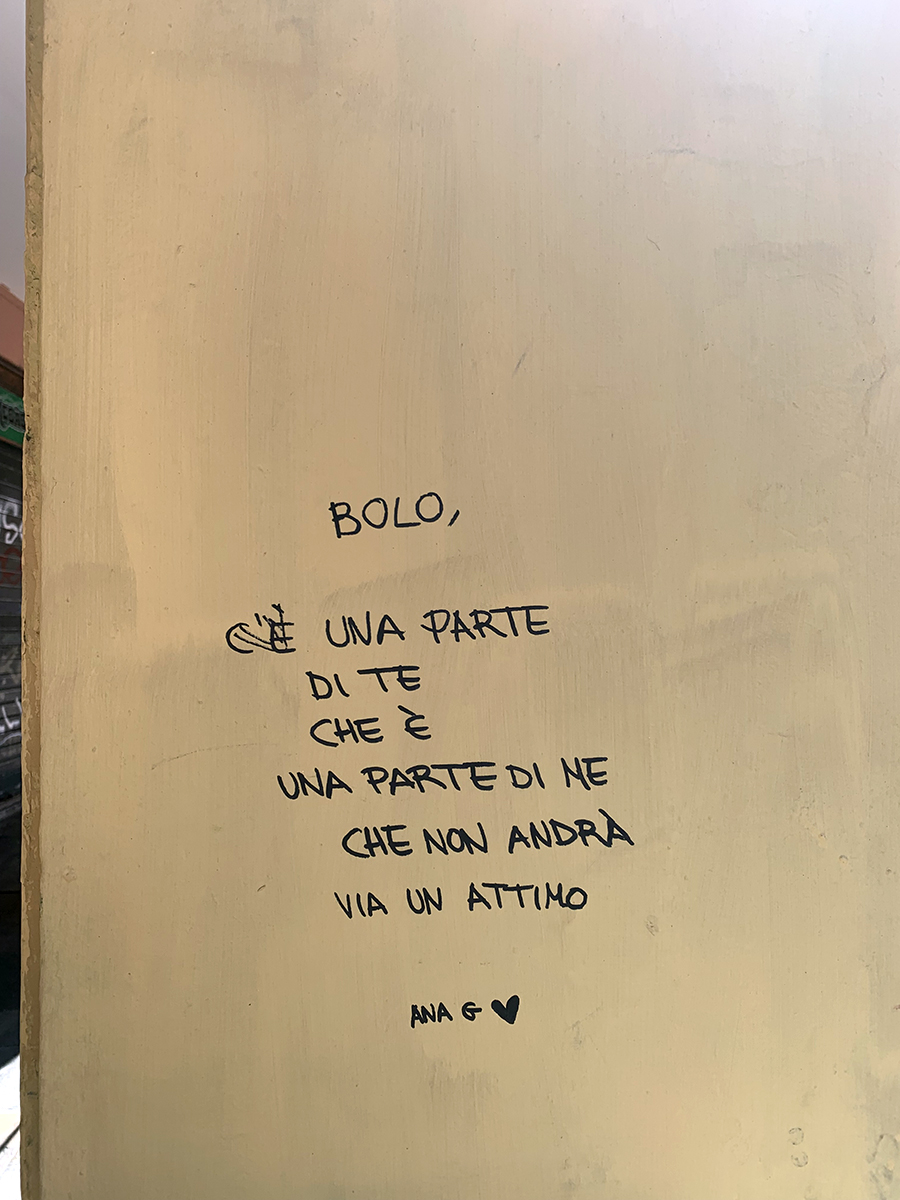 BOLO,
C'È UNA PARTE
DI TE
CHE È
UNA PARTE DI ME
CHE NON ANDRÀ
VIA UN ATTIMO
ANA G ♥